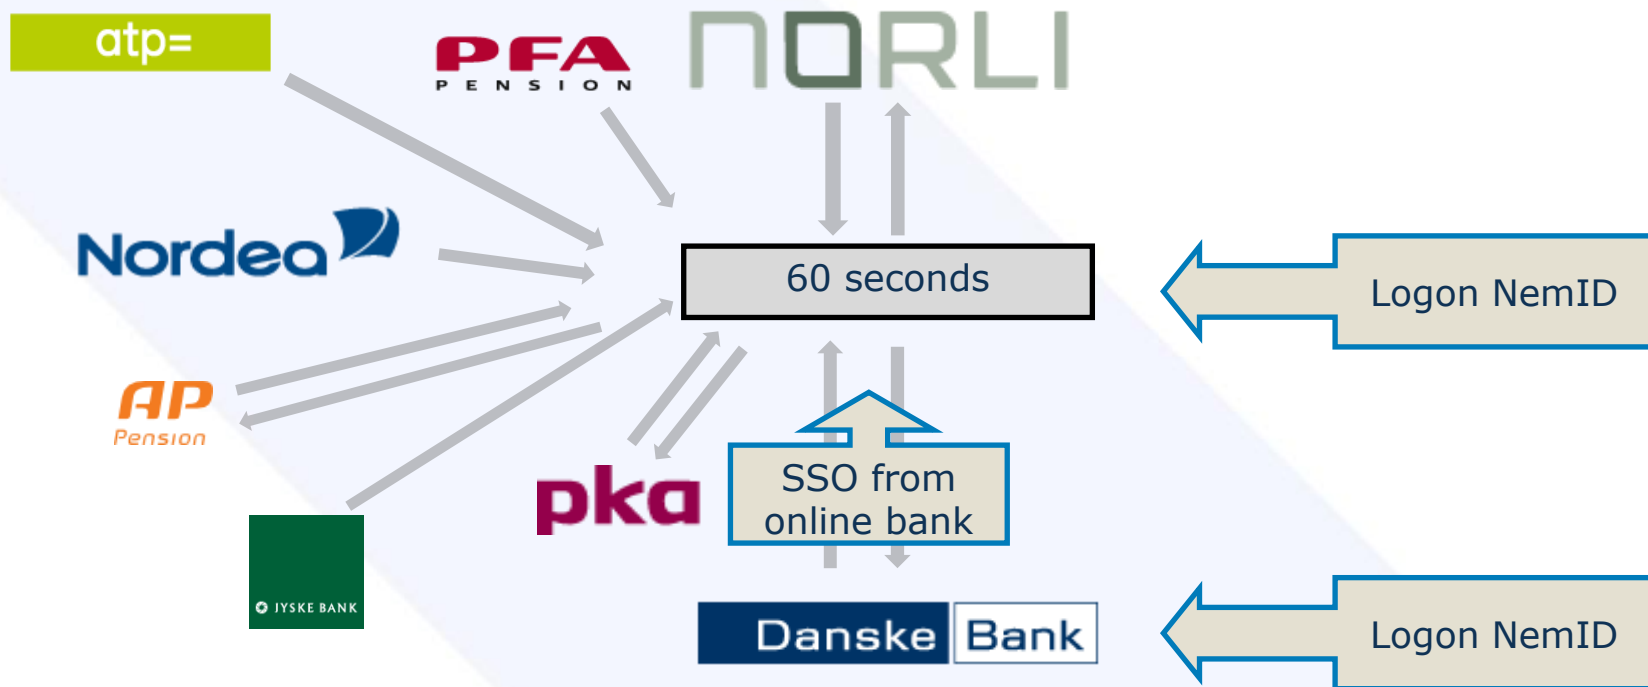 atp=
PFA
PENSION
NORLI
Nordea
60 seconds
Logon NemID
AP
Pension
pka
SSO from
online bank
JYSKE BANK
Danske Bank
Logon NemID